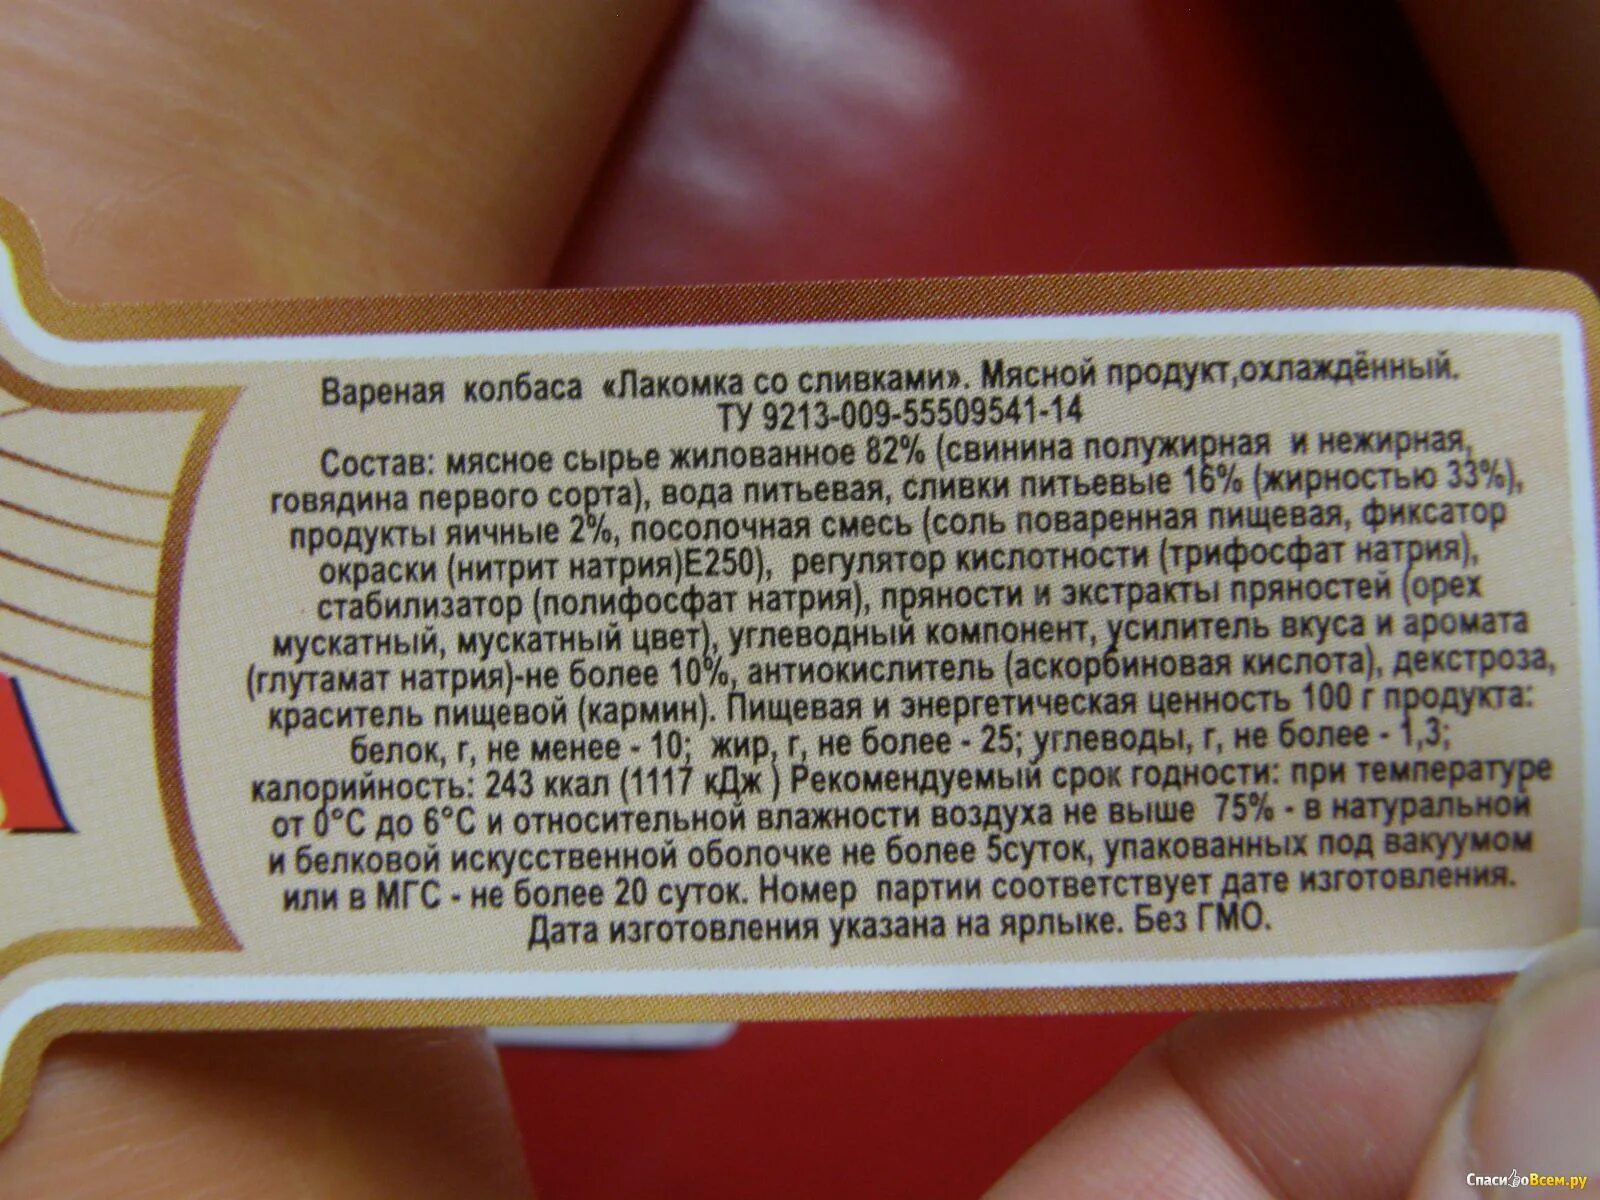 Вареная колбаса «Лакомка со сливками». Мясной продукт,охлаждённый.
ТУ 9213-009-55509541-14
Состав: мясное сырье жилованное 82% (свинина полужирная и нежирная,
говядина первого сорта), вода питьевая, сливки питьевые 16% (жирностью 33%),
продукты яичные 2%, посолочная смесь (соль поваренная пищевая, фиксатор
окраски (нитрит натрия)Е250), регулятор кислотности (трифосфат натрия),
стабилизатор (полифосфат натрия), пряности и экстракты пряностей (орех
мускатный, мускатный цвет), углеводный компонент, усилитель вкуса и аромата
(глутамат натрия)-не более 10%, антиокислитель (аскорбиновая кислота), декстроза,
краситель пищевой (кармин). Пищевая и энергетическая ценность 100 г продукта:
белок, г, не менее - 10; жир, г, не более - 25; углеводы, г, не более - 1,3;
калорийность: 243 ккал (1117 кДж ) Рекомендуемый срок годности: при температуре
от 0°С до 6°С и относительной влажности воздуха не выше 75% - в натуральной
и белковой искусственной оболочке не более 5суток, упакованных под вакуумом
или в МГС - не более 20 суток. Номер партии соответствует дате изготовления.
Дата изготовления указана на ярлыке. Без ГМО.
СпасибоВсем.ру